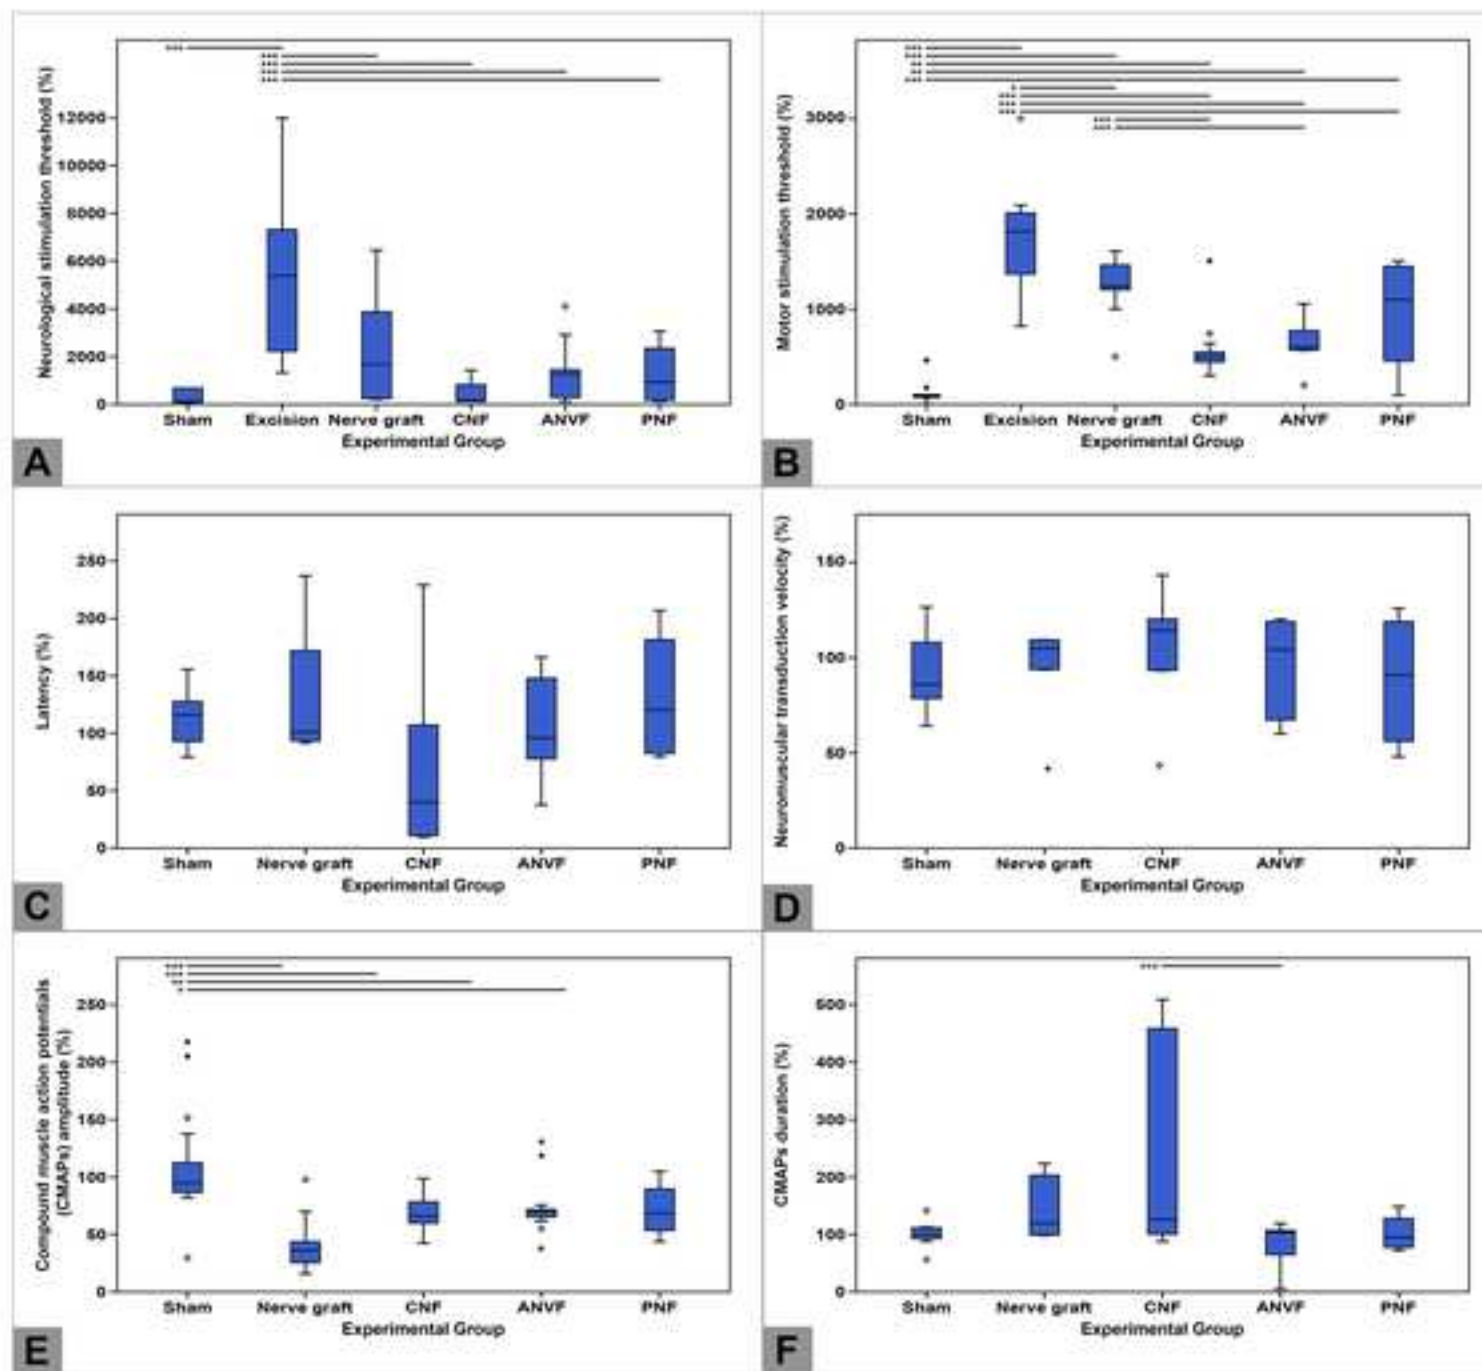 Neurological stimulation threshold (%)
12000
10000
8000
6000
4000
2000
0
Sham Excision Nerve graft CNF ANVF PNF
Experimental Group
A
Motor stimulation threshold (%)
3000
2000
1000
0
Sham Excision Nerve graft CNF ANVF PNF
Experimental Group
B
Latency (%)
250
200
150
100
50
0
Sham Nerve graft CNF ANVF PNF
Experimental Group
C
Neuromuscular transduction velocity (%)
150
100
50
0
Sham Nerve graft CNF ANVF PNF
Experimental Group
D
Compound muscle action potentials
(CMAPs) amplitude (%)
250
200
150
100
50
0
Sham Nerve graft CNF ANVF PNF
Experimental Group
E
CMAPs duration (%)
500
400
300
200
100
0
Sham Nerve graft CNF ANVF PNF
Experimental Group
F